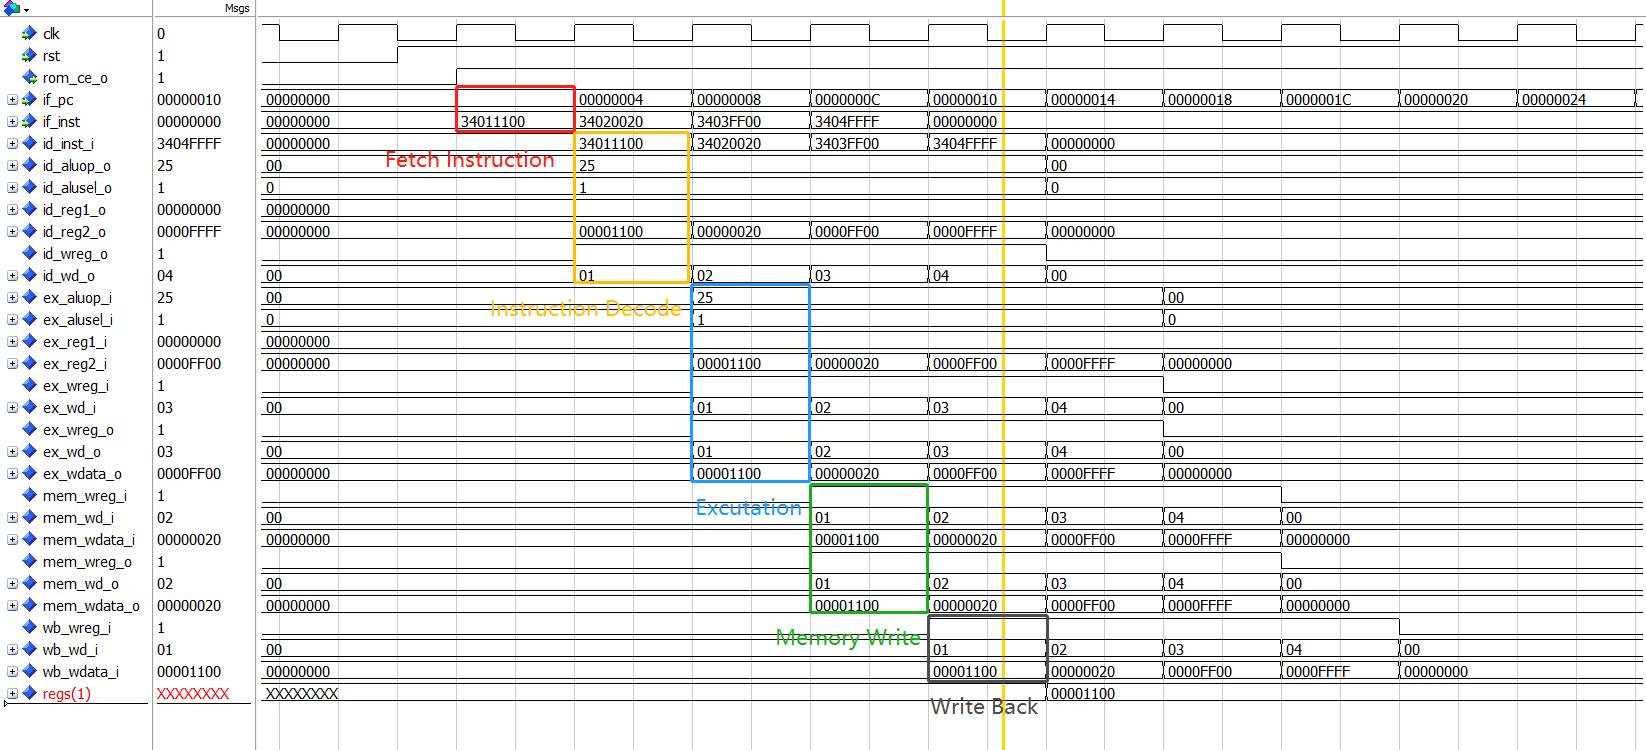 Msgs
clk 0
rst 1
rom_ce_o 1
if_pc 00000010 00000000 00000004 00000008 0000000C 00000010 00000014 00000018 0000001C 00000020 00000024
if_inst 00000000 00000000 34011100 34020020 3403FF00 3404FFFF 00000000
id_inst_i 3404FFFF 00000000 34011100 34020020 3403FF00 3404FFFF 00000000
Fetch Instruction
id_aluop_o 25 00 25 00
id_alusel_o 1 0 1 0
id_reg1_o 00000000 00000000
id_reg2_o 0000FFFF 00000000 00001100 00000020 0000FF00 0000FFFF 00000000
id_wreg_o 1
id_wd_o 04 00 01 02 03 04 00
ex_aluop_i 25 00 25 00
Instruction Decode
ex_alusel_i 1 0 1 0
ex_reg1_i 00000000 00000000
ex_reg2_i 0000FF00 00000000 00001100 00000020 0000FF00 0000FFFF 00000000
ex_wreg_i 1
ex_wd_i 03 00 01 02 03 04 00
ex_wreg_o 1
ex_wd_o 03 00 01 02 03 04 00
ex_wdata_o 0000FF00 00000000 00001100 00000020 0000FF00 0000FFFF 00000000
mem_wreg_i 1
Excutation
mem_wd_i 02 00 01 02 03 04 00
mem_wdata_i 00000020 00000000 00001100 00000020 0000FF00 0000FFFF 00000000
mem_wreg_o 1
mem_wd_o 02 00 01 02 03 04 00
mem_wdata_o 00000020 00000000 00001100 00000020 0000FF00 0000FFFF 00000000
wb_wreg_i 1
Memory Write
wb_wd_i 01 00 01 02 03 04 00
wb_wdata_i 00001100 00000000 00001100 00000020 0000FF00 0000FFFF 00000000
regs(1) XXXXXXXX XXXXXXXX 00001100
Write Back